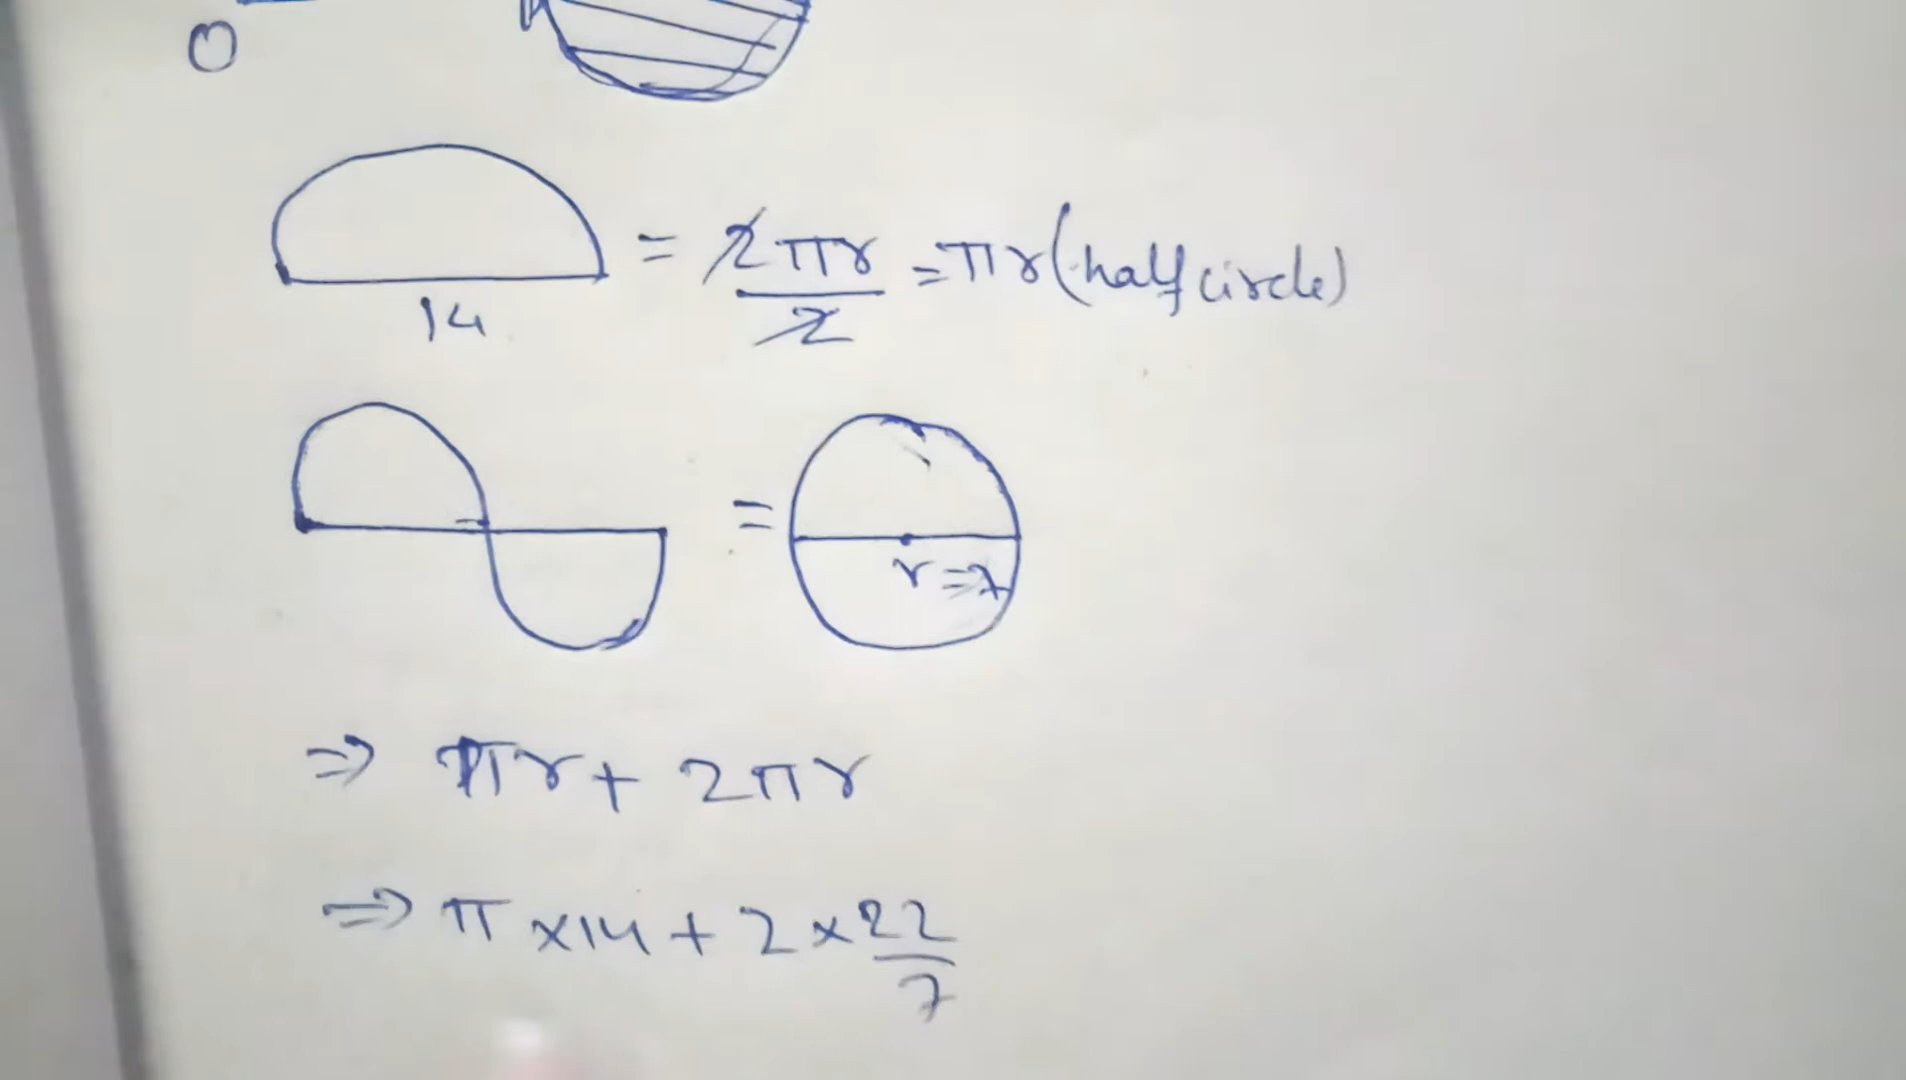 O
14
= 2πr/2 = πr (half circle)
=
r=7
⇒ πr + 2πr
⇒ π × 14 + 2 × 22/7